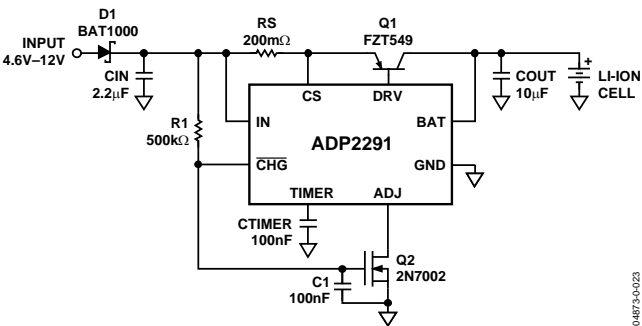 D1
BAT1000
RS
200mΩ
Q1
FZT549
INPUT
4.6V–12V
CIN
2.2μF
COUT
10μF
+
LI-ION
CELL
CS
DRV
R1
500kΩ
IN
BAT
ADP2291
CHG
GND
TIMER
ADJ
CTIMER
100nF
Q2
2N7002
C1
100nF
04873-0-023